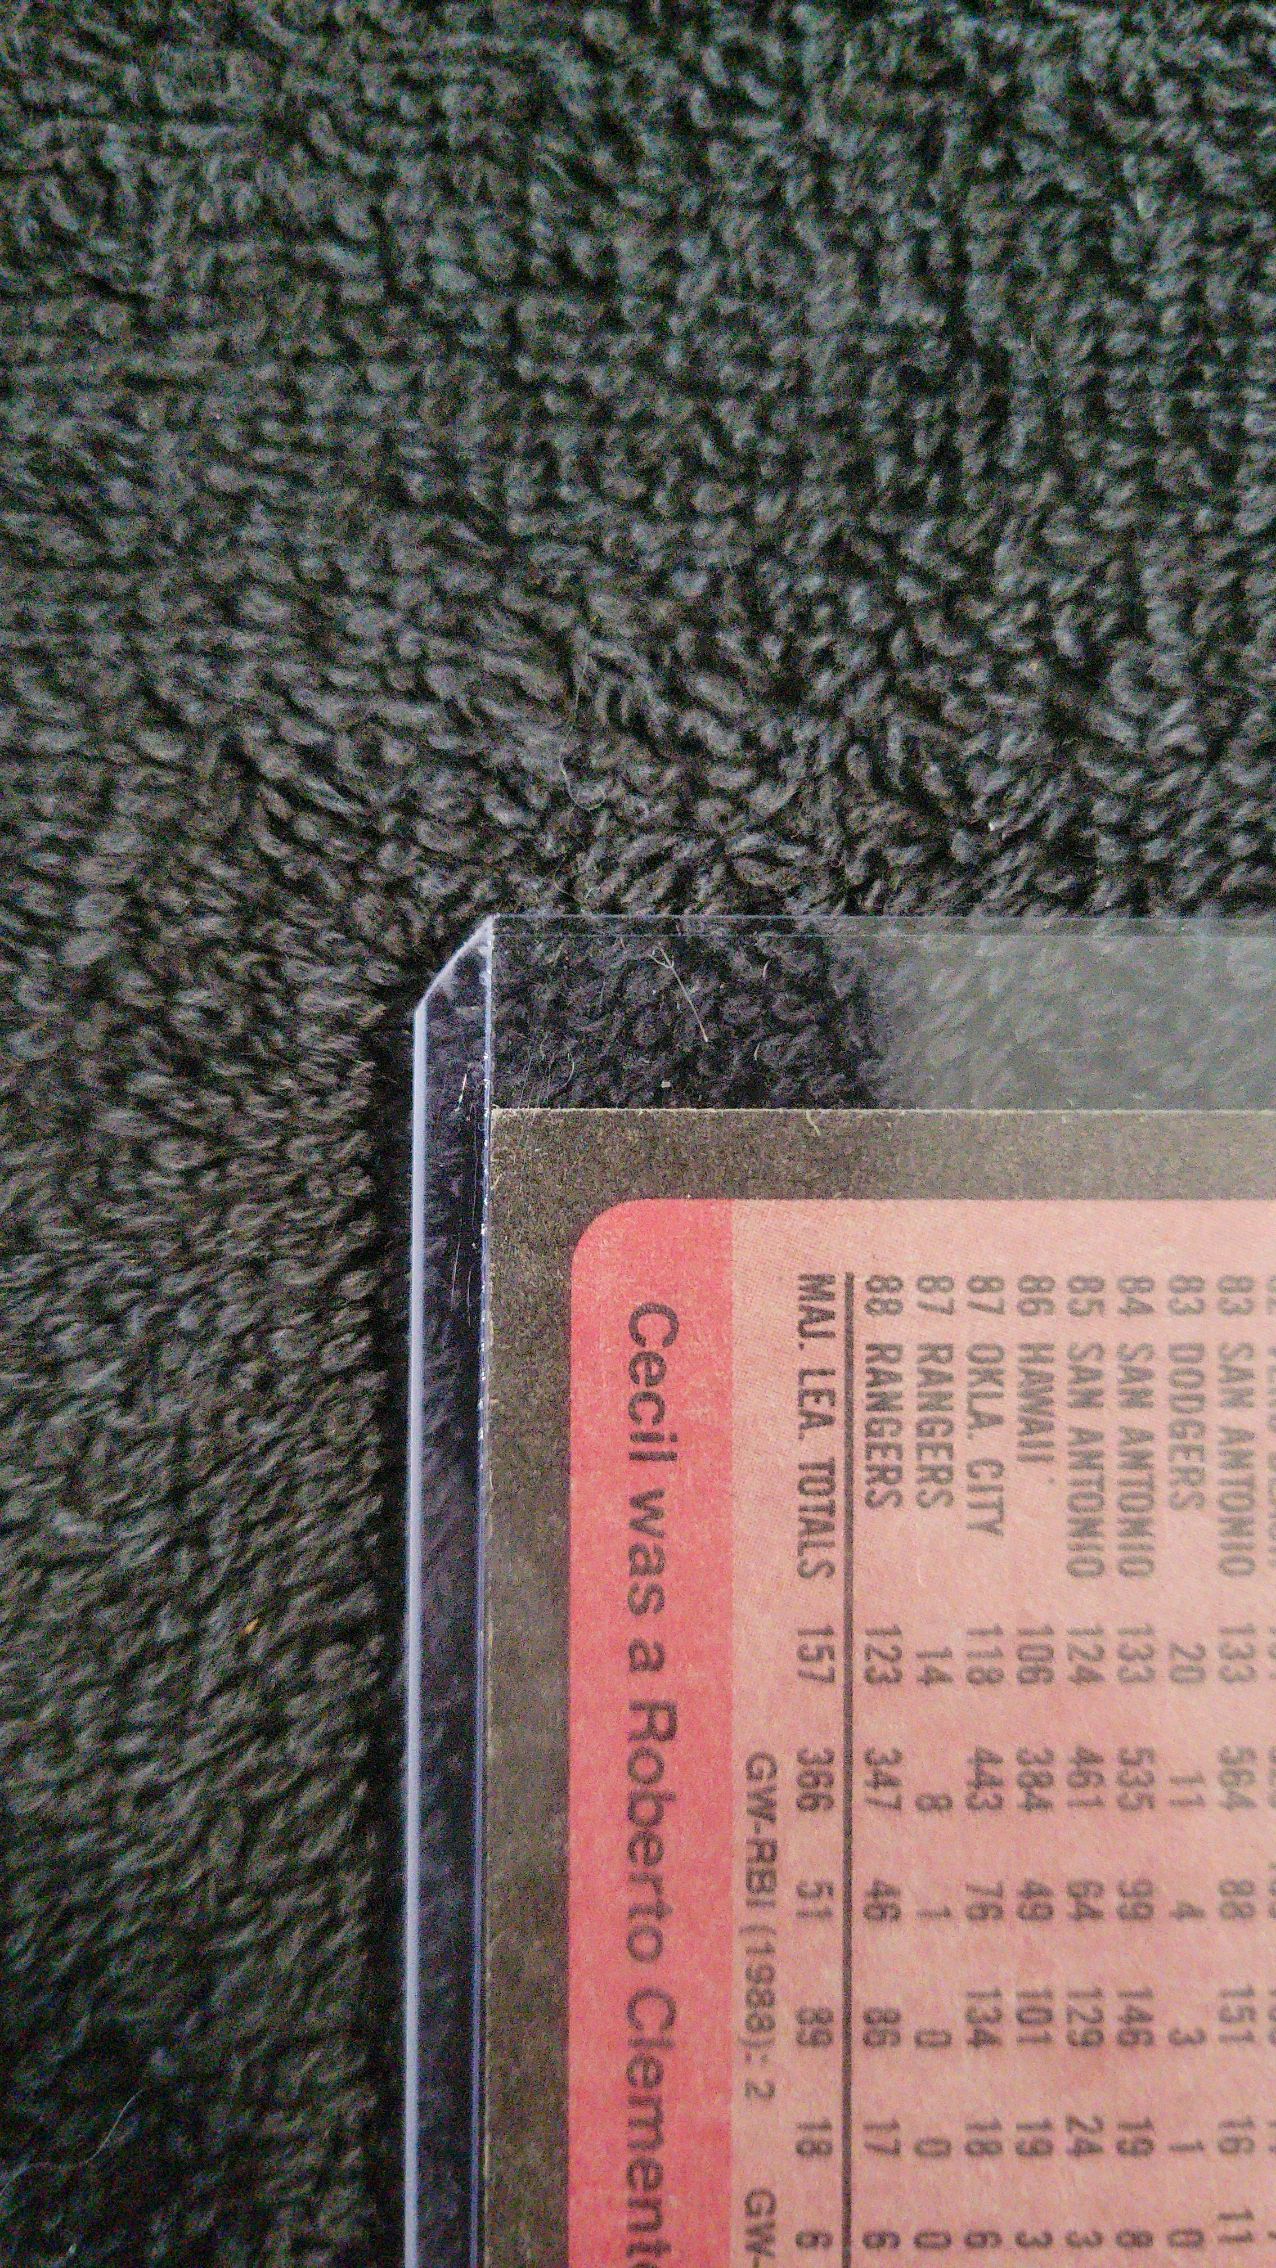 83 SAN ANTONIO 133 564 88 151 16 11
83 DODGERS 20 11 4 3 1 0
84 SAN ANTONIO 133 535 99 146 19 8
85 SAN ANTONIO 124 461 64 129 24 3
86 HAWAII 106 384 49 101 19 3
87 OKLA. CITY 118 443 76 134 18 6
87 RANGERS 14 8 1 0 0 0
88 RANGERS 123 347 46 86 17 6
MAJ. LEA. TOTALS 157 366 51 89 18 6
GW-RBI (1988): 2 GW-
Cecil was a Roberto Clemente